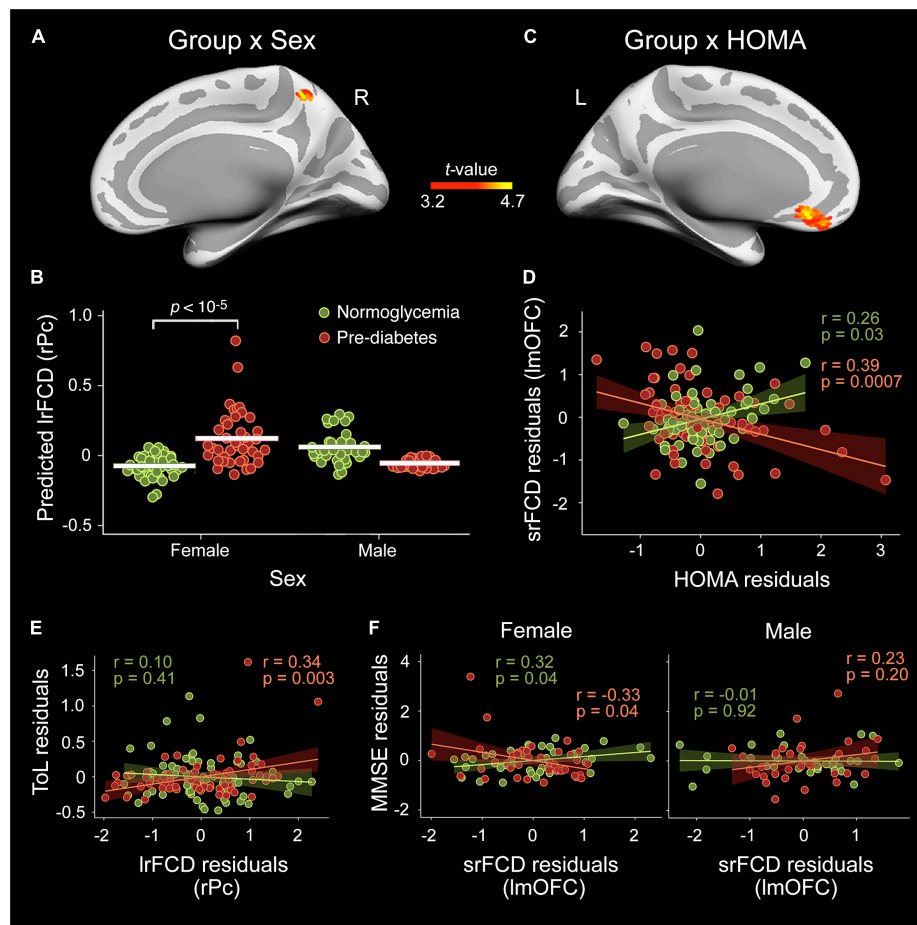 A
Group x Sex
R
C
Group x HOMA
L
t-value
3.2 4.7
B
p < 10-5
Normoglycemia
Pre-diabetes
1.0
0.5
0
-0.5
Predicted lrFCD (rPc)
Female Male
Sex
D
r = 0.26
p = 0.03
r = 0.39
p = 0.0007
2
1
0
-1
-2
srFCD residuals (lmOFC)
-1 0 1 2 3
HOMA residuals
E
r = 0.10
p = 0.41
r = 0.34
p = 0.003
1.5
1.0
0.5
0
-0.5
ToL residuals
-2 -1 0 1 2
lrFCD residuals
(rPc)
F
Female
r = 0.32
p = 0.04
r = -0.33
p = 0.04
4
2
0
-2
MMSE residuals
-2 -1 0 1 2
srFCD residuals
(lmOFC)
Male
r = -0.01
p = 0.92
r = 0.23
p = 0.20
-2 -1 0 1
srFCD residuals
(lmOFC)